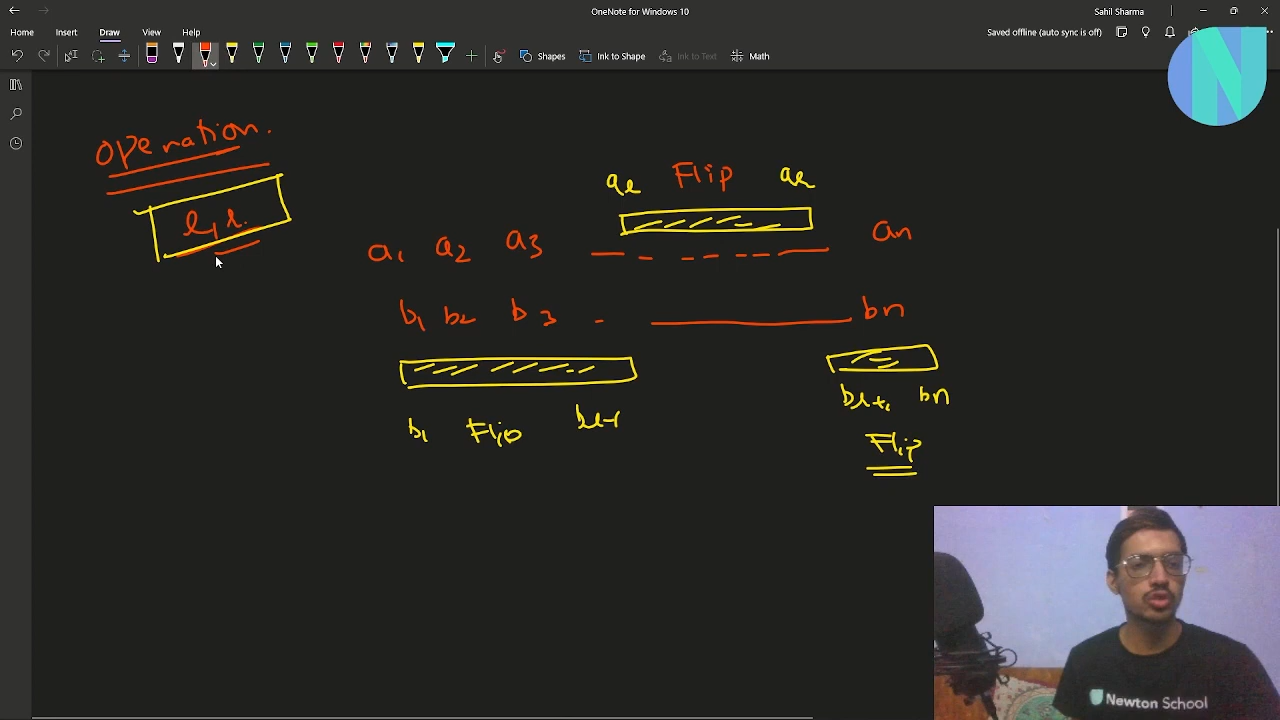 OneNote for Windows 10
Sahil Sharma
Home Insert Draw View Help
Saved offline (auto sync is off)
Shapes Ink to Shape Ink to Text Math
operation.
l, r.
al Flip ar
a1 a2 a3 an
b1 b2 b3 bn
b1 Flip bl-1
br+1 bn
Flip
Newton School